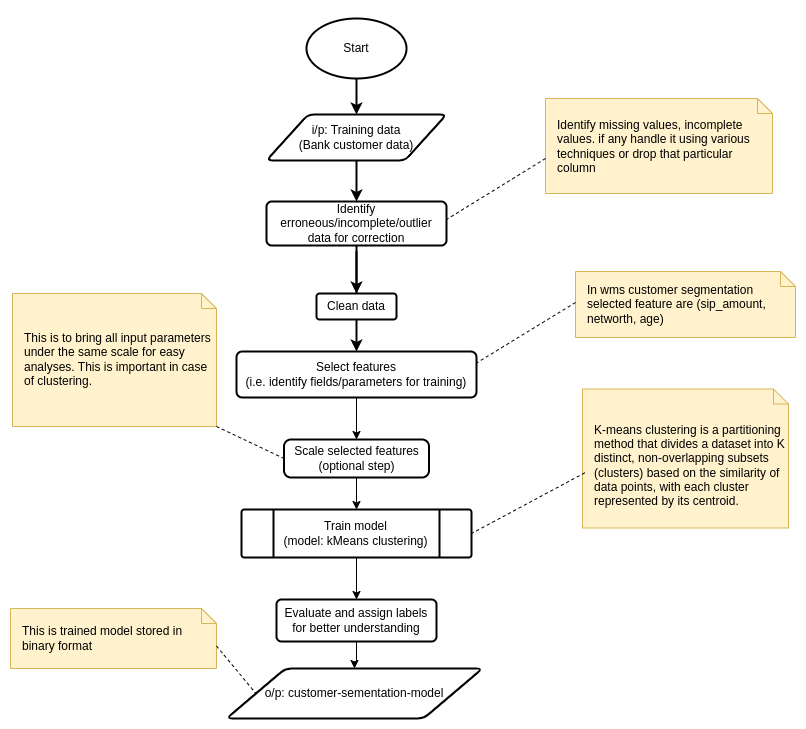 Start
i/p: Training data
(Bank customer data)
Identify missing values, incomplete
values. if any handle it using various
techniques or drop that particular
column
Identify
erroneous/incomplete/outlier
data for correction
Clean data
In wms customer segmentation
selected feature are (sip_amount,
networth, age)
This is to bring all input parameters
under the same scale for easy
analyses. This is important in case
of clustering.
Select features
(i.e. identify fields/parameters for training)
Scale selected features
(optional step)
K-means clustering is a partitioning
method that divides a dataset into K
distinct, non-overlapping subsets
(clusters) based on the similarity of
data points, with each cluster
represented by its centroid.
Train model
(model: kMeans clustering)
Evaluate and assign labels
for better understanding
This is trained model stored in
binary format
o/p: customer-sementation-model